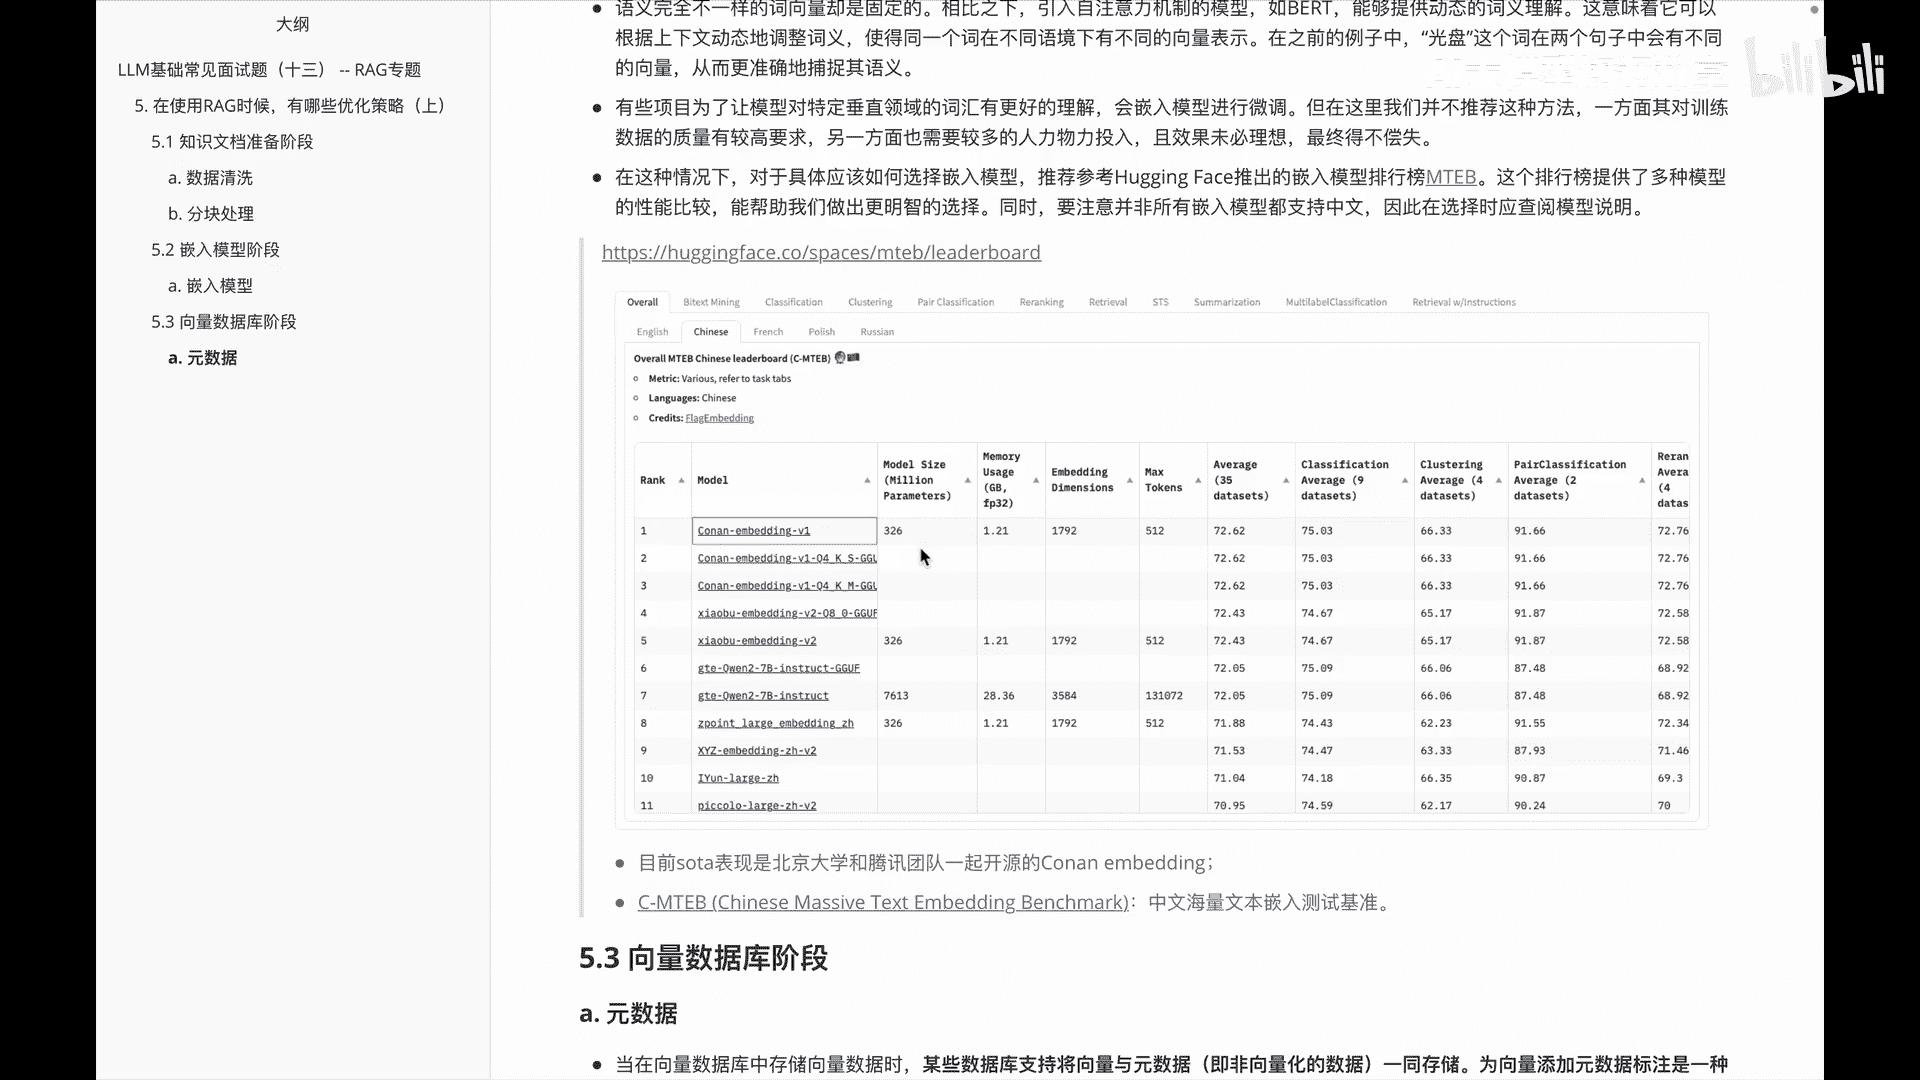 大纲
LLM基础常见面试题（十三） -- RAG专题
5. 在使用RAG时候，有哪些优化策略（上）
5.1 知识文档准备阶段
a. 数据清洗
b. 分块处理
5.2 嵌入模型阶段
a. 嵌入模型
5.3 向量数据库阶段
a. 元数据
语义完全不一样的词向量却是固定的。相比之下，引入自注意力机制的模型，如BERT，能够提供动态的词义理解。这意味着它可以
根据上下文动态地调整词义，使得同一个词在不同语境下有不同的向量表示。在之前的例子中，“光盘”这个词在两个句子中会有不同
的向量，从而更准确地捕捉其语义。
bilibili
有些项目为了让模型对特定垂直领域的词汇有更好的理解，会嵌入模型进行微调。但在这里我们并不推荐这种方法，一方面其对训练
数据的质量有较高要求，另一方面也需要较多的人力物力投入，且效果未必理想，最终得不偿失。
在这种情况下，对于具体应该如何选择嵌入模型，推荐参考Hugging Face推出的嵌入模型排行榜MTEB。这个排行榜提供了多种模型
的性能比较，能帮助我们做出更明智的选择。同时，要注意并非所有嵌入模型都支持中文，因此在选择时应查阅模型说明。
https://huggingface.co/spaces/mteb/leaderboard
Overall Bitext Mining Classification Clustering Pair Classification Reranking Retrieval STS Summarization MultilabelClassification Retrieval w/Instructions
English Chinese French Polish Russian
Overall MTEB Chinese leaderboard (C-MTEB)
Metric: Various, refer to task tabs
Languages: Chinese
Credits: FlagEmbedding
Rank Model Model Size (Million Parameters) Memory Usage (GB, fp32) Embedding Dimensions Max Tokens Average (35 datasets) Classification Average (9 datasets) Clustering Average (4 datasets) PairClassification Average (2 datasets) Reran Avera (4 datas
1 Conan-embedding-v1 326 1.21 1792 512 72.62 75.03 66.33 91.66 72.76
2 Conan-embedding-v1-Q4_K_S-GGU 72.62 75.03 66.33 91.66 72.76
3 Conan-embedding-v1-Q4_K_M-GGU 72.62 75.03 66.33 91.66 72.76
4 xiaobu-embedding-v2-Q8_0-GGUF 72.43 74.67 65.17 91.87 72.58
5 xiaobu-embedding-v2 326 1.21 1792 512 72.43 74.67 65.17 91.87 72.58
6 gte-Qwen2-7B-instruct-GGUF 72.05 75.09 66.06 87.48 68.92
7 gte-Qwen2-7B-instruct 7613 28.36 3584 131072 72.05 75.09 66.06 87.48 68.92
8 zpoint_large_embedding_zh 326 1.21 1792 512 71.88 74.43 62.23 91.55 72.34
9 XYZ-embedding-zh-v2 71.53 74.47 63.33 87.93 71.46
10 IYun-large-zh 71.04 74.18 66.35 90.87 69.3
11 piccolo-large-zh-v2 70.95 74.59 62.17 90.24 70
目前sota表现是北京大学和腾讯团队一起开源的Conan embedding；
C-MTEB (Chinese Massive Text Embedding Benchmark)：中文海量文本嵌入测试基准。
5.3 向量数据库阶段
a. 元数据
当在向量数据库中存储向量数据时，某些数据库支持将向量与元数据（即非向量化的数据）一同存储。为向量添加元数据标注是一种